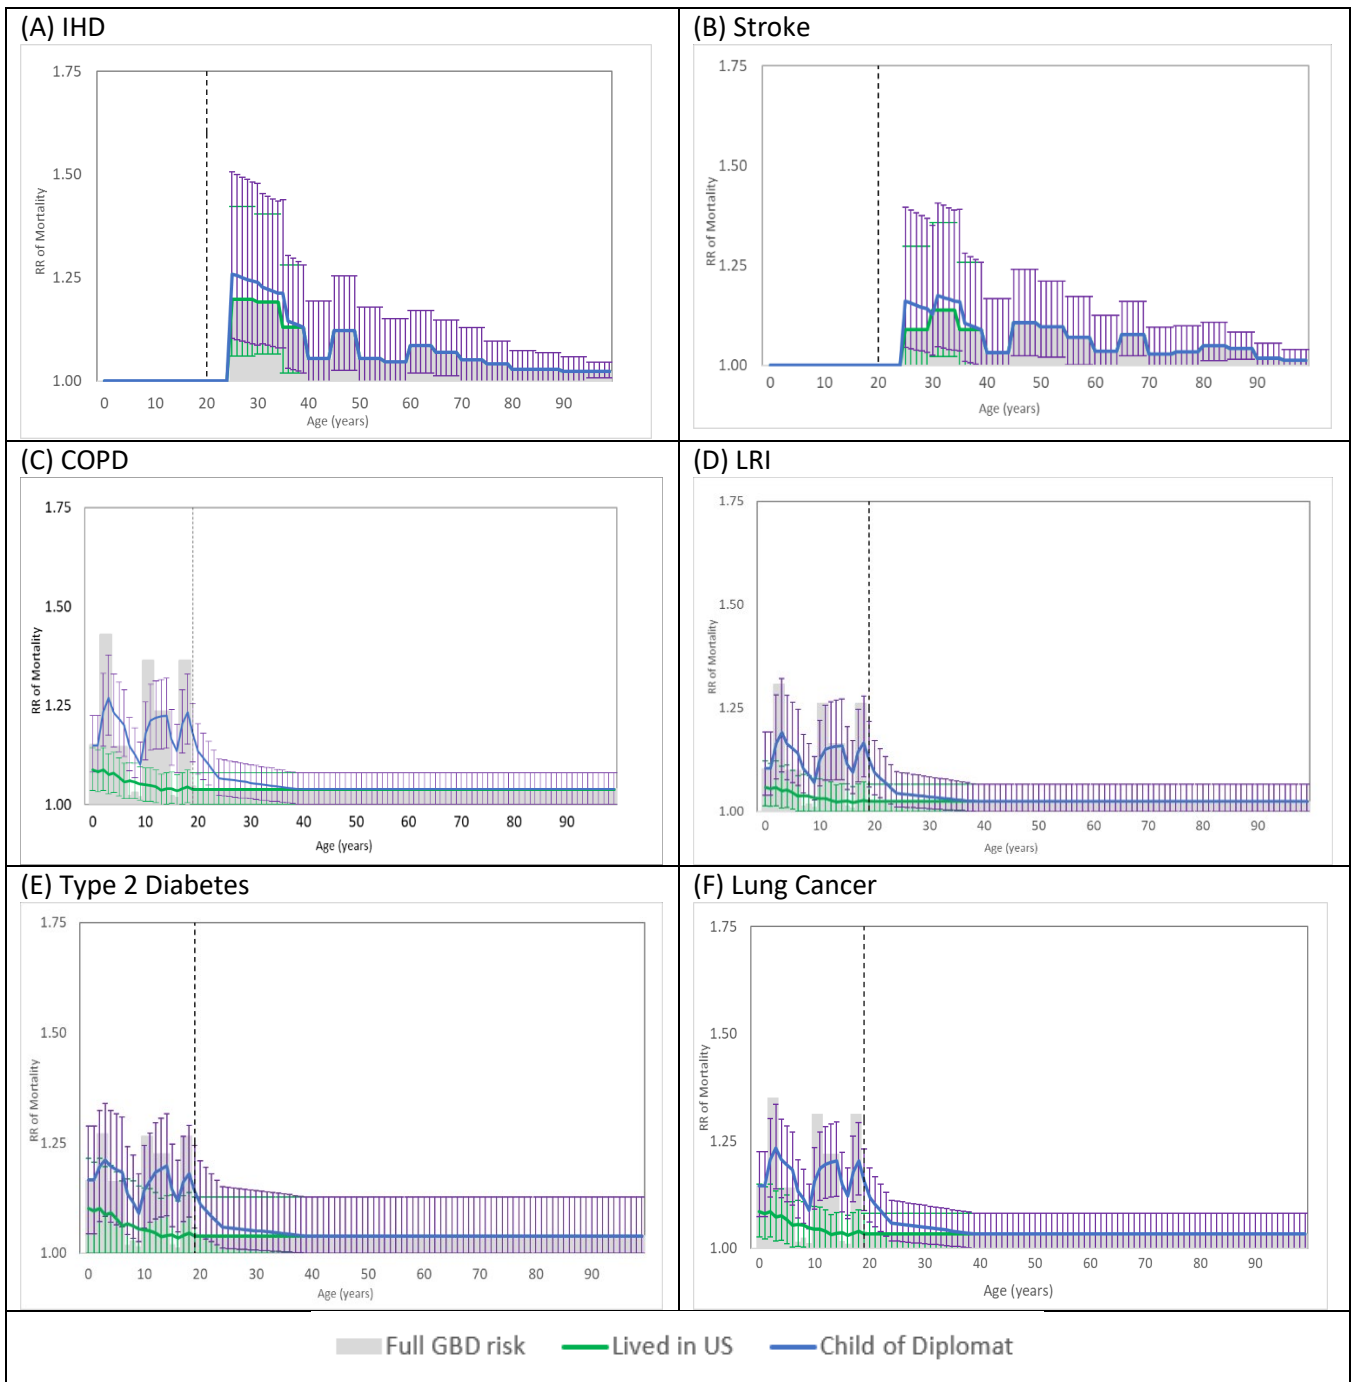 (A) IHD
1.75
1.50
1.25
1.00
RR of Mortality
0 10 20 30 40 50 60 70 80 90
Age (years)
(B) Stroke
1.75
1.50
1.25
1.00
RR of Mortality
0 10 20 30 40 50 60 70 80 90
Age (years)
(C) COPD
1.75
1.50
1.25
1.00
RR of Mortality
0 10 20 30 40 50 60 70 80 90
Age (years)
(D) LRI
1.75
1.50
1.25
1.00
RR of Mortality
0 10 20 30 40 50 60 70 80 90
Age (years)
(E) Type 2 Diabetes
1.75
1.50
1.25
1.00
RR of Mortality
0 10 20 30 40 50 60 70 80 90
Age (years)
(F) Lung Cancer
1.75
1.50
1.25
1.00
RR of Mortality
0 10 20 30 40 50 60 70 80 90
Age (years)
Full GBD risk Lived in US Child of Diplomat